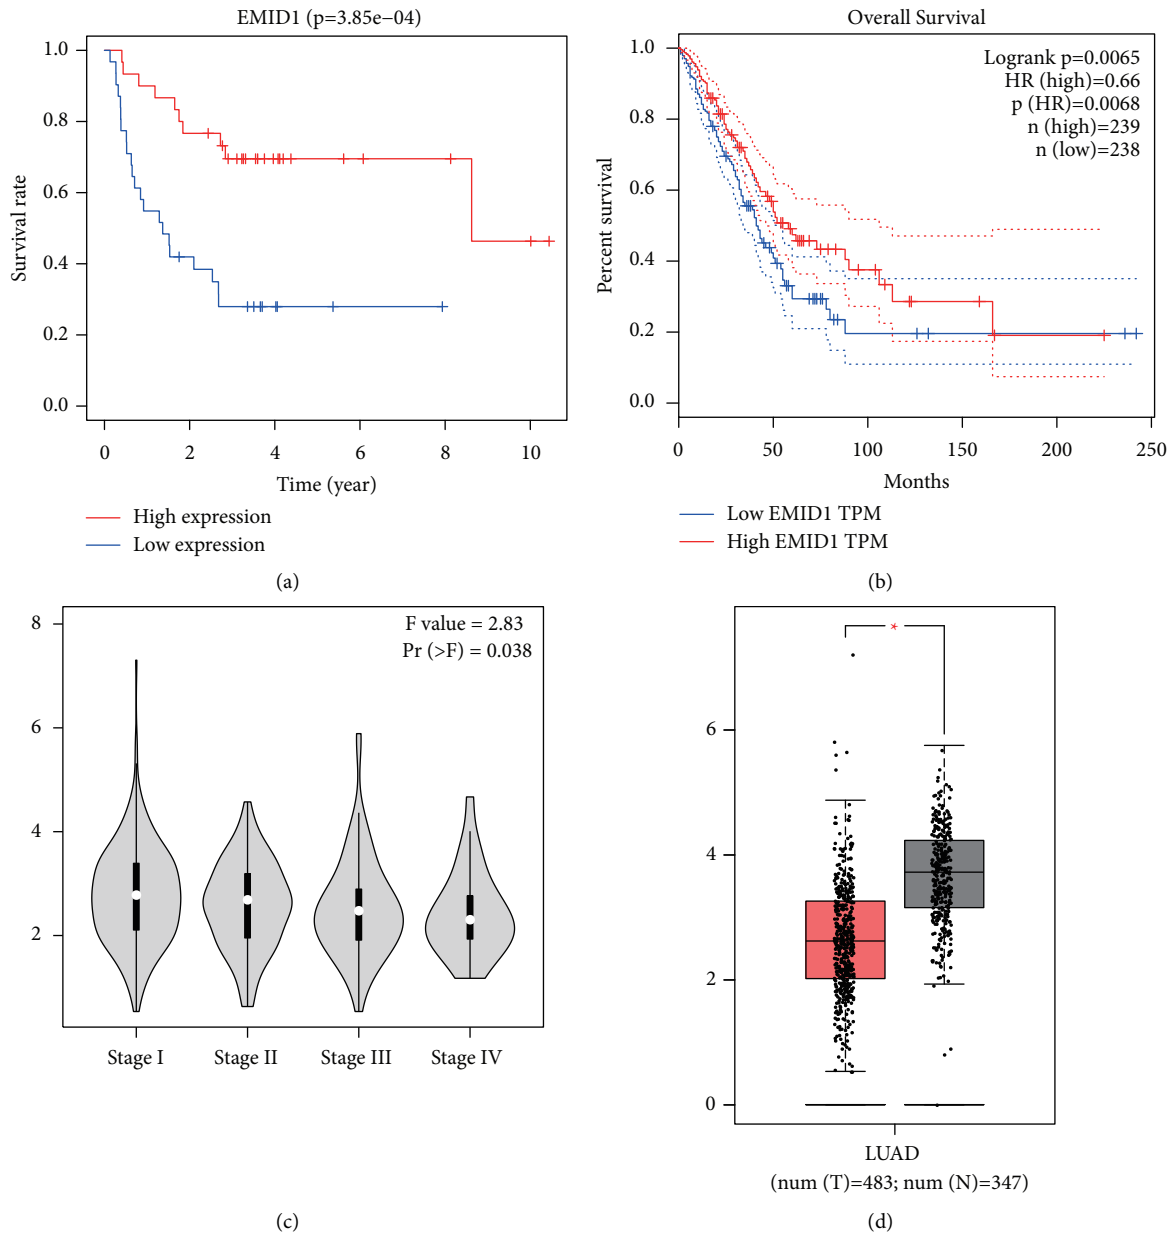 EMID1 (p=3.85e−04)
1.0
0.8
0.6
0.4
0.2
0.0
Survival rate
0 2 4 6 8 10
Time (year)
High expression
Low expression
(a)
Overall Survival
Logrank p=0.0065
HR (high)=0.66
p (HR)=0.0068
n (high)=239
n (low)=238
1.0
0.8
0.6
0.4
0.2
0.0
Percent survival
0 50 100 150 200 250
Months
Low EMID1 TPM
High EMID1 TPM
(b)
F value = 2.83
Pr (>F) = 0.038
8
6
4
2
Stage I Stage II Stage III Stage IV
(c)
*
6
4
2
0
LUAD
(num (T)=483; num (N)=347)
(d)